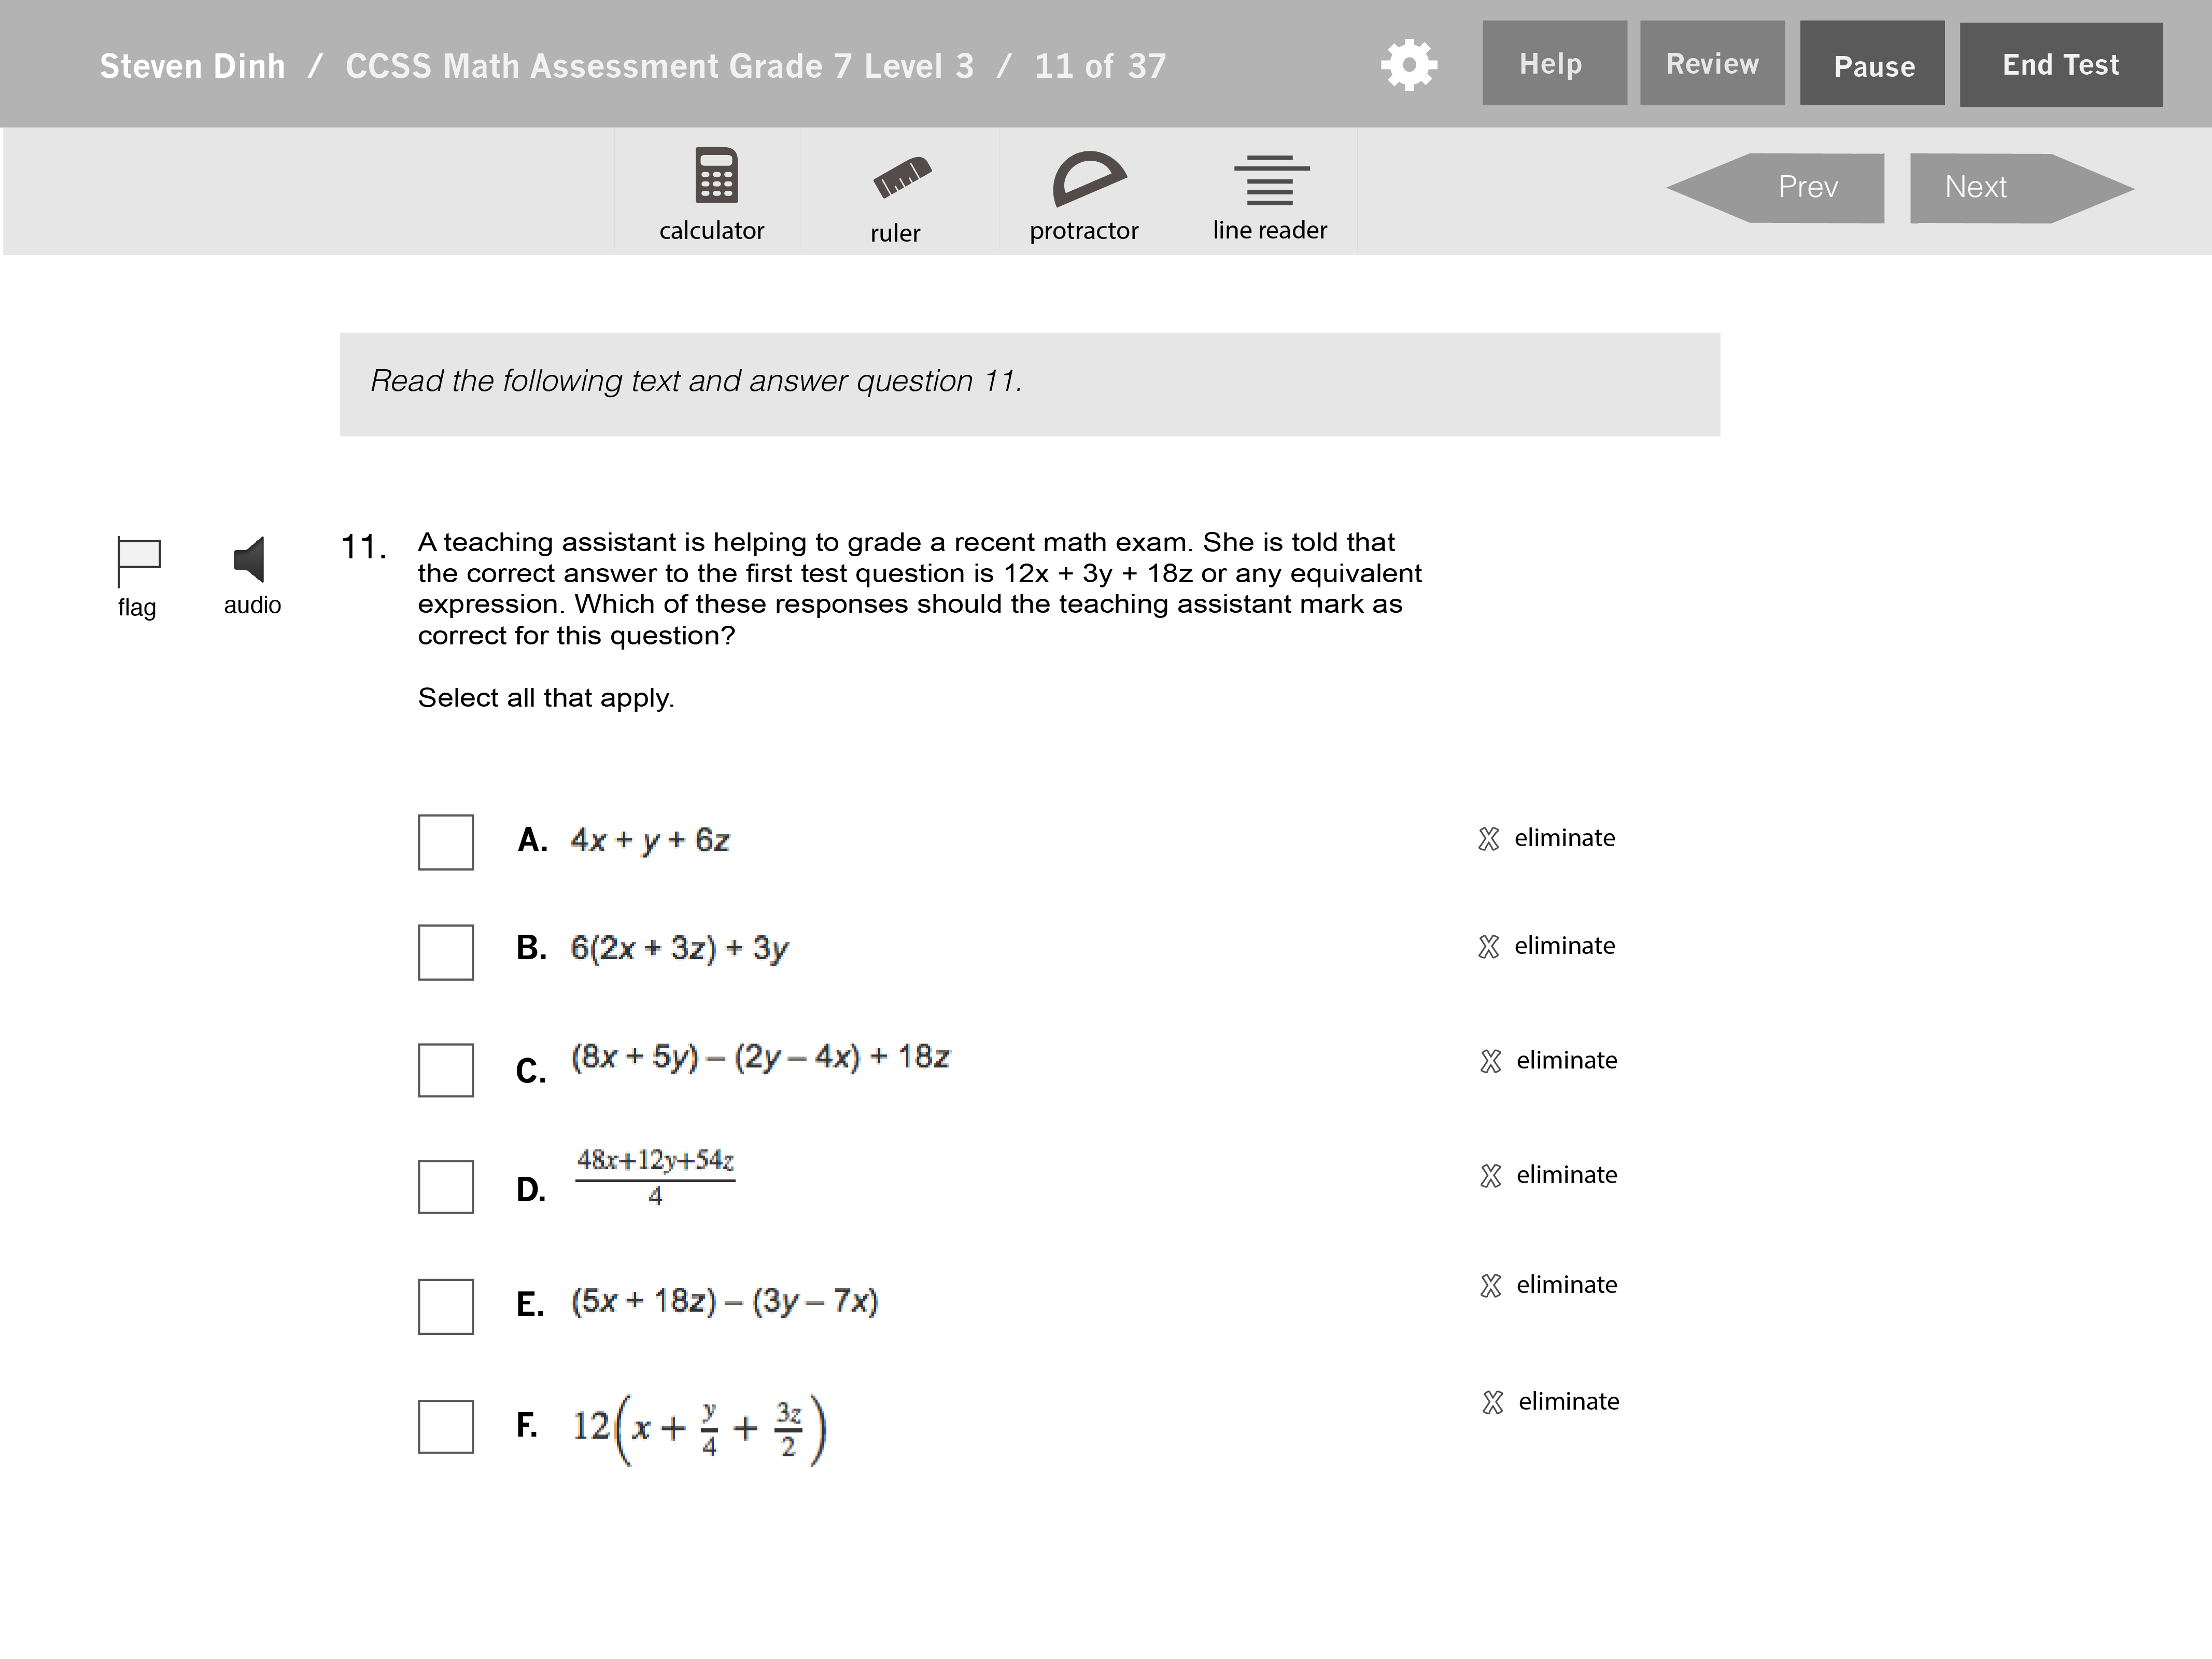 Steven Dinh / CCSS Math Assessment Grade 7 Level 3 / 11 of 37
Help
Review
Pause
End Test
calculator
ruler
protractor
line reader
Prev
Next
Read the following text and answer question 11.
flag
audio
11. A teaching assistant is helping to grade a recent math exam. She is told that
the correct answer to the first test question is 12x + 3y + 18z or any equivalent
expression. Which of these responses should the teaching assistant mark as
correct for this question?
Select all that apply.
A. 4x + y + 6z
eliminate
B. 6(2x + 3z) + 3y
eliminate
C. (8x + 5y) – (2y – 4x) + 18z
eliminate
D. \frac{48x+12y+54z}{4}
eliminate
E. (5x + 18z) – (3y – 7x)
eliminate
F. 12\left(x + \frac{y}{4} + \frac{3z}{2}\right)
eliminate